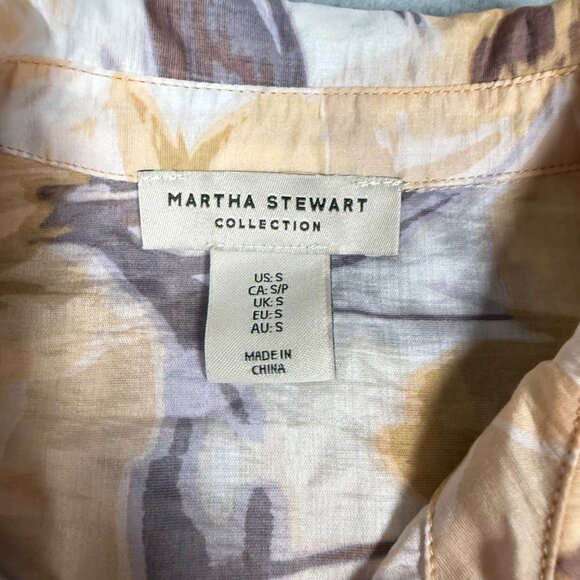 MARTHA STEWART
COLLECTION
US: S
CA: S/P
UK: S
EU: S
AU: S
MADE IN
CHINA